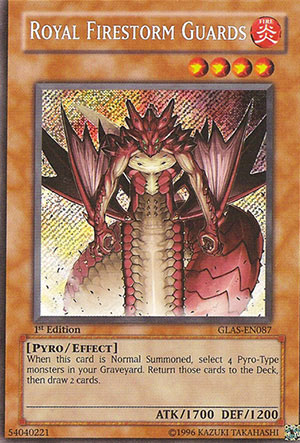 ROYAL FIRESTORM GUARDS
FIRE
炎
1st Edition
GLAS-EN087
[PYRO/EFFECT]
When this card is Normal Summoned, select 4 Pyro-Type
monsters in your Graveyard. Return those cards to the Deck,
then draw 2 cards.
ATK/1700 DEF/1200
54040221
©1996 KAZUKI TAKAHASHI